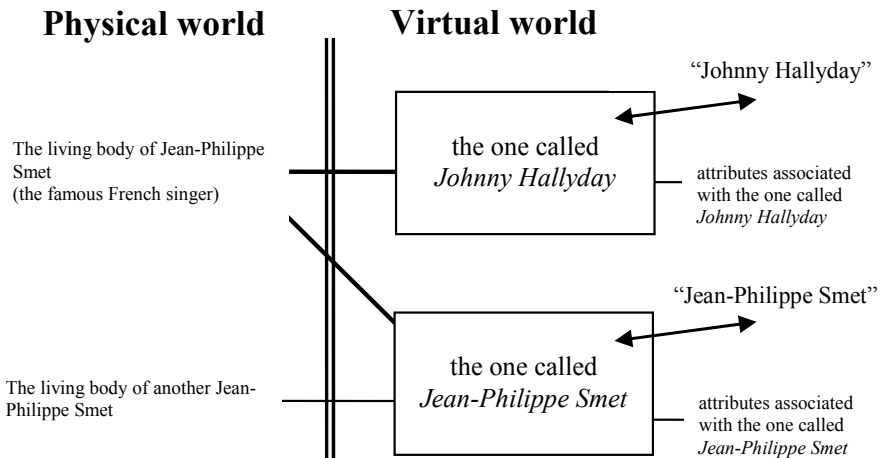 Physical world
Virtual world
“Johnny Hallyday”
The living body of Jean-Philippe
Smet
(the famous French singer)
the one called
Johnny Hallyday
attributes associated
with the one called
Johnny Hallyday
“Jean-Philippe Smet”
The living body of another Jean-
Philippe Smet
the one called
Jean-Philippe Smet
attributes associated
with the one called
Jean-Philippe Smet